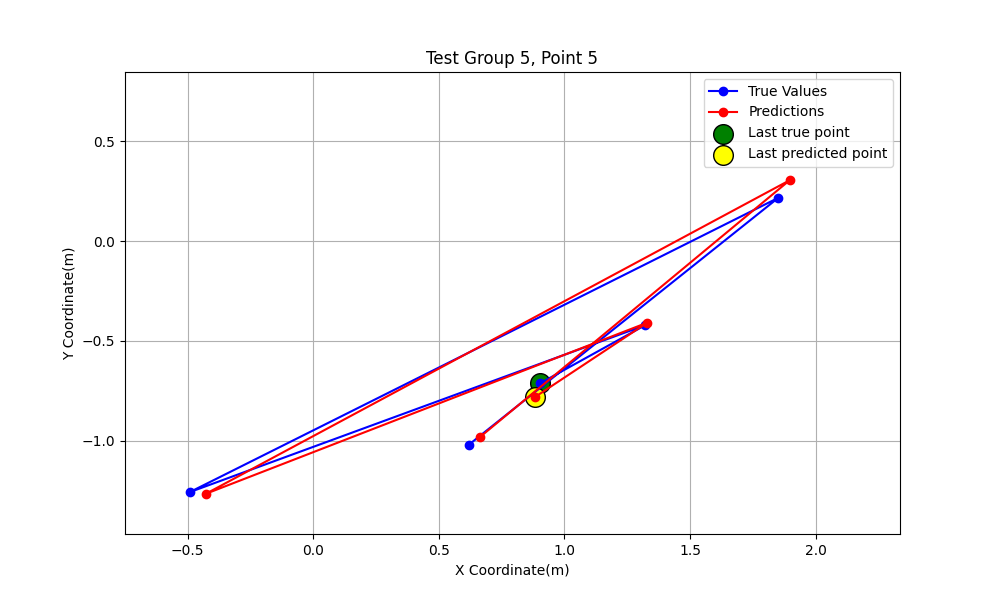 Test Group 5, Point 5
True Values
Predictions
Last true point
Last predicted point
0.5
0.0
−0.5
−1.0
Y Coordinate(m)
−0.5 0.0 0.5 1.0 1.5 2.0
X Coordinate(m)